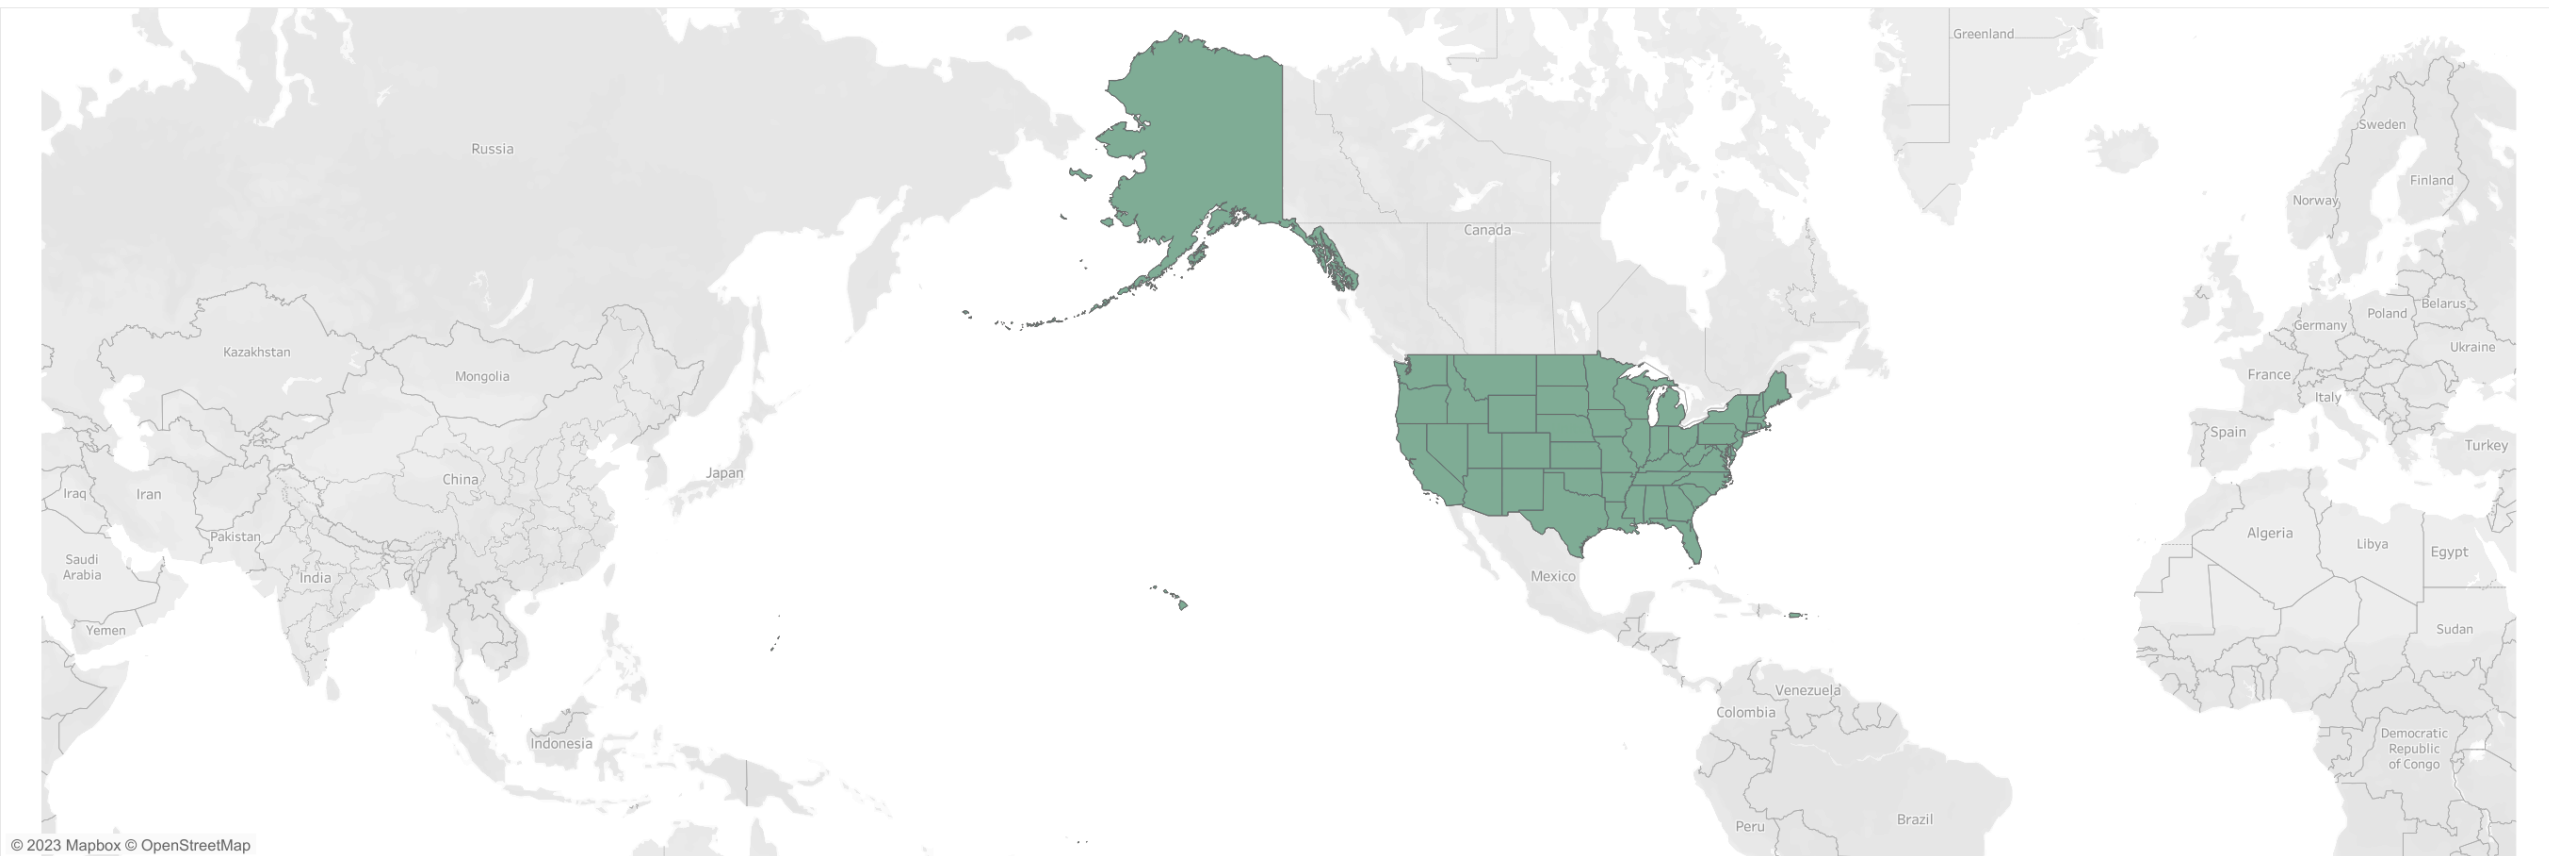 Greenland
Sweden
Russia
Finland
Norway
Canada
Belarus
Poland
Germany
Ukraine
Kazakhstan
France
Mongolia
Italy
Spain
Turkey
Japan
China
Iraq
Iran
Pakistan
Algeria
Libya
Egypt
Saudi
Arabia
India
Mexico
Yemen
Sudan
Venezuela
Colombia
Indonesia
Democratic
Republic
of Congo
Peru
Brazil
© 2023 Mapbox © OpenStreetMap